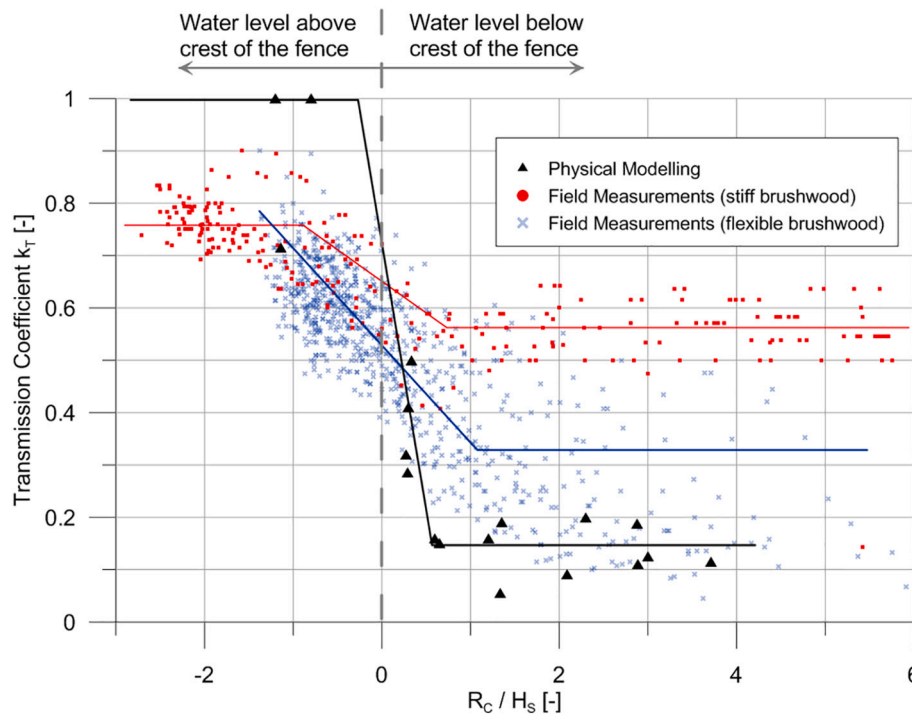 Water level above
crest of the fence
Water level below
crest of the fence
1
0.8
0.6
0.4
0.2
0
Transmission Coefficient k_T [-]
Physical Modelling
Field Measurements (stiff brushwood)
Field Measurements (flexible brushwood)
-2
0
2
4
6
R_C / H_S [-]